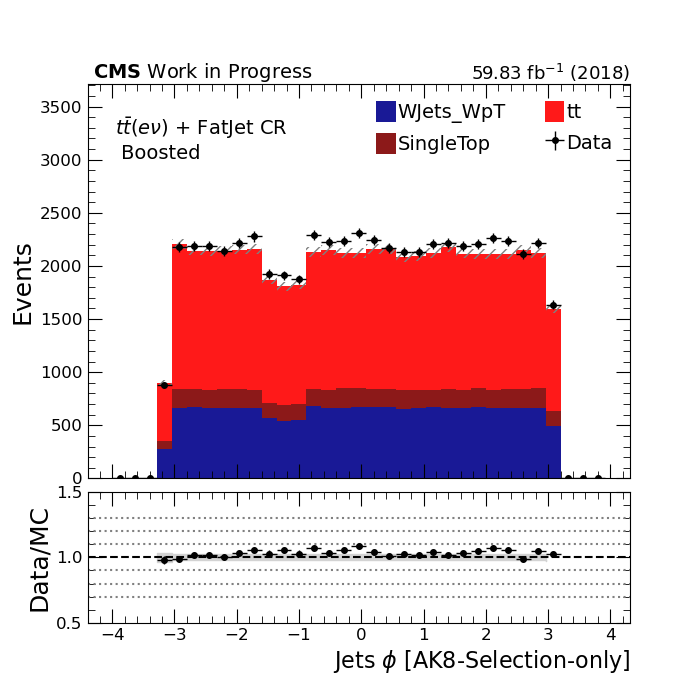 CMS Work in Progress 59.83 fb⁻¹ (2018)
3500
3000
2500
2000
1500
1000
500
0
Events
tt̄(eν) + FatJet CR
Boosted
WJets_WpT tt
SingleTop Data
1.5
1.0
0.5
Data/MC
−4 −3 −2 −1 0 1 2 3 4
Jets ϕ [AK8-Selection-only]